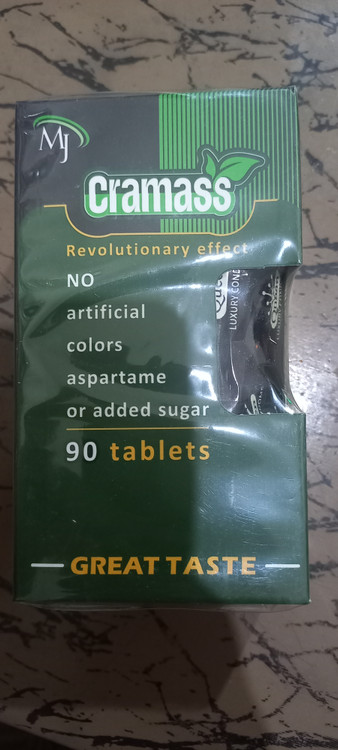 MJ
Cramass
Revolutionary effect
NO
artificial
colors
aspartame
or added sugar
90 tablets
GREAT TASTE